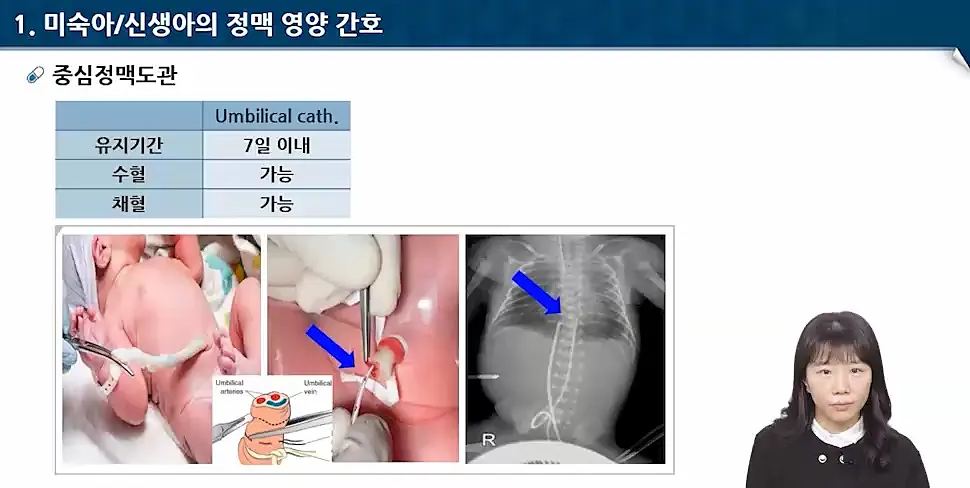 1. 미숙아/신생아의 정맥 영양 간호
중심정맥도관
Umbilical cath.
유지기간 7일 이내
수혈 가능
채혈 가능
Umbilical arteries
Umbilical vein
R